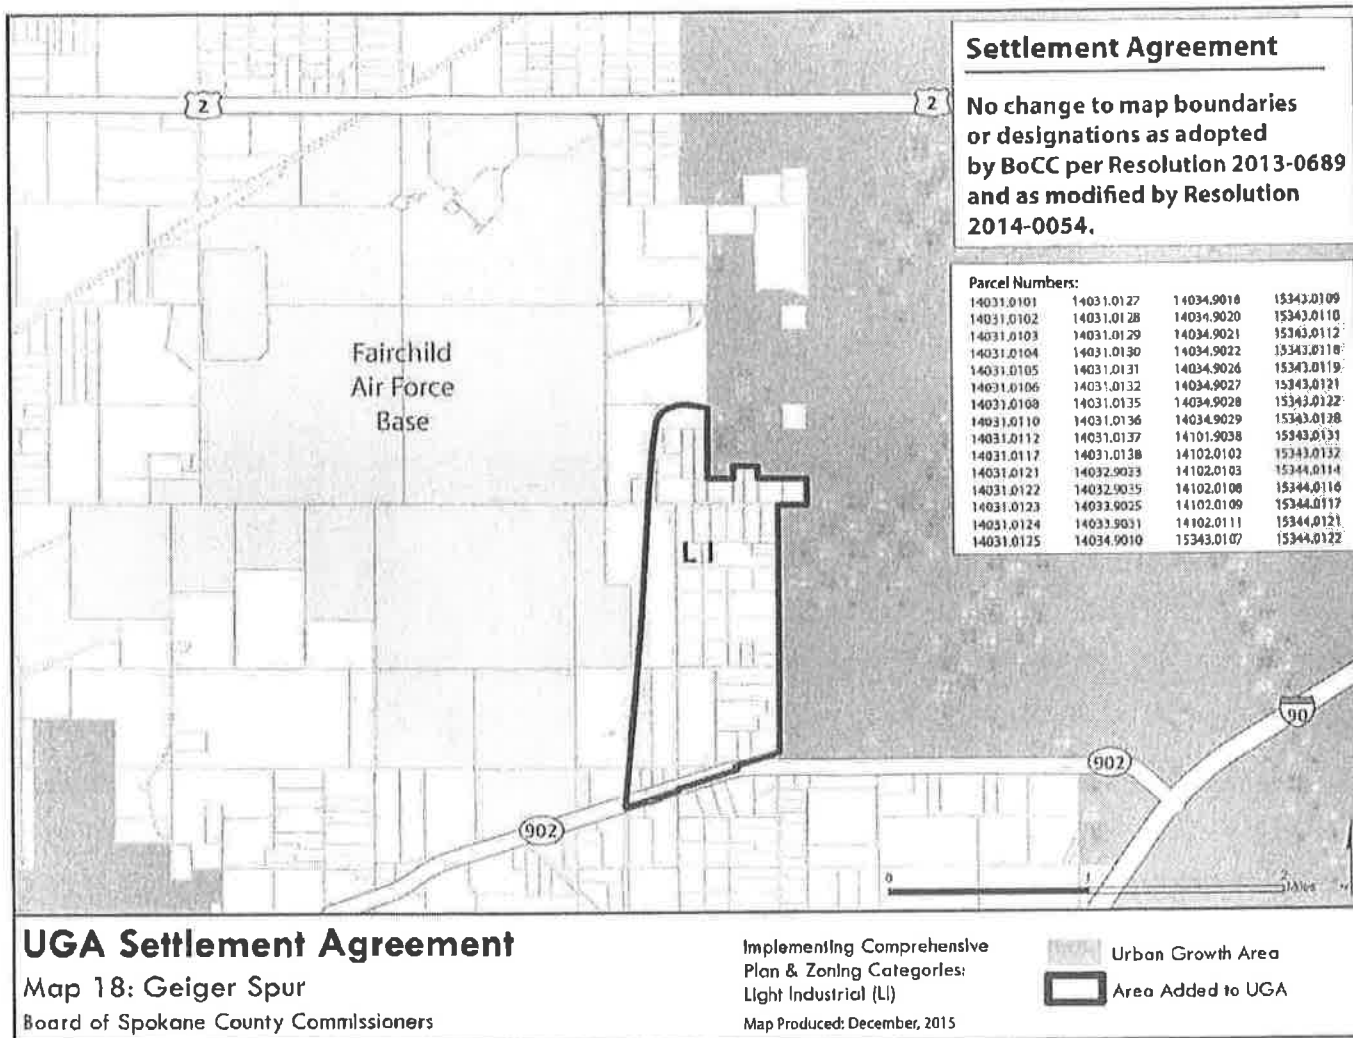 Settlement Agreement
No change to map boundaries
or designations as adopted
by BoCC per Resolution 2013-0689
and as modified by Resolution
2014-0054.
2
2
Parcel Numbers:
14031.0101 14031.0127 14034.9018 15343.0109
14031.0102 14031.0128 14034.9020 15343.0110
14031.0103 14031.0129 14034.9021 15343.0112
14031.0104 14031.0130 14034.9022 15343.0118
14031.0105 14031.0131 14034.9026 15343.0119
14031.0106 14031.0132 14034.9027 15343.0121
14031.0108 14031.0135 14034.9028 15343.0122
14031.0110 14031.0136 14034.9029 15343.0128
14031.0112 14031.0137 14101.9038 15343.0131
14031.0117 14031.0138 14102.0102 15343.0132
14031.0121 14032.9033 14102.0103 15344.0114
14031.0122 14032.9035 14102.0108 15344.0116
14031.0123 14033.9025 14102.0109 15344.0117
14031.0124 14033.9031 14102.0111 15344.0121
14031.0125 14034.9010 15343.0107 15344.0122
Fairchild
Air Force
Base
LI
90
902
902
0 1 2
Miles
UGA Settlement Agreement
Map 18: Geiger Spur
Board of Spokane County Commissioners
Implementing Comprehensive
Plan & Zoning Categories:
Light Industrial (LI)
Map Produced: December, 2015
Urban Growth Area
Area Added to UGA